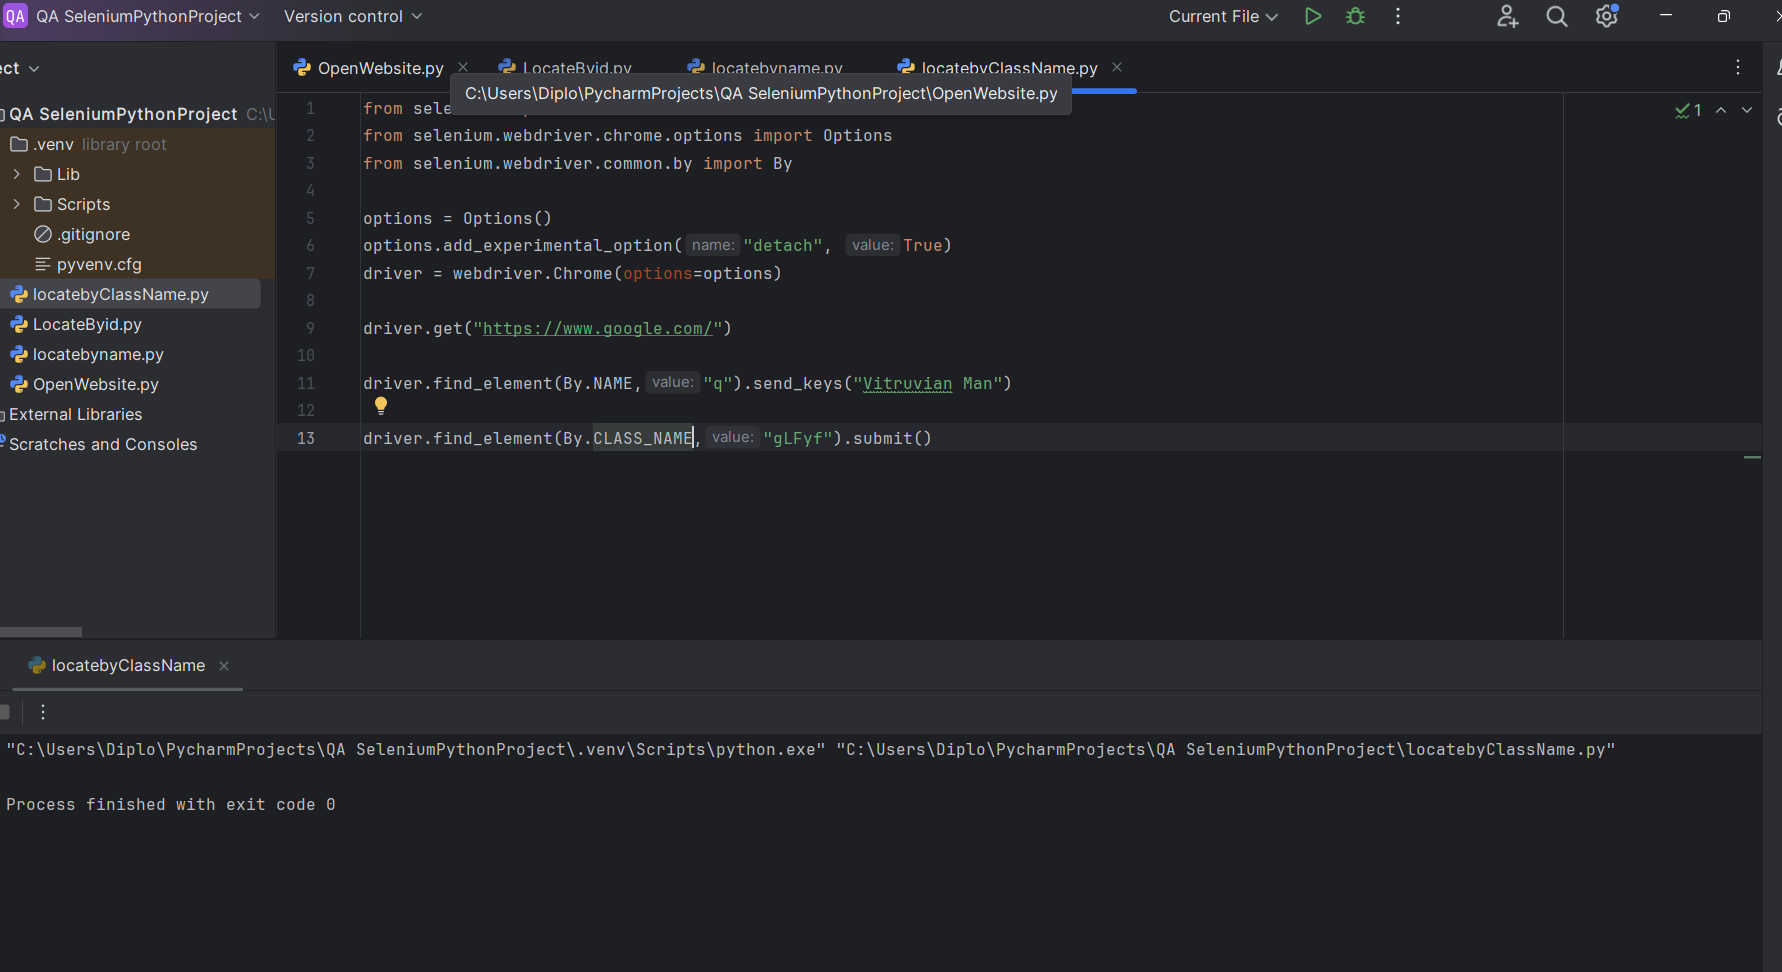 QA QA SeleniumPythonProject Version control Current File
ect
OpenWebsite.py LocateByid.py locatebyname.py locatebyClassName.py
C:\Users\Diplo\PycharmProjects\QA SeleniumPythonProject\OpenWebsite.py
QA SeleniumPythonProject C:\U
.venv library root
Lib
Scripts
.gitignore
pyvenv.cfg
locatebyClassName.py
LocateByid.py
locatebyname.py
OpenWebsite.py
External Libraries
Scratches and Consoles
1 from sele
2 from selenium.webdriver.chrome.options import Options
3 from selenium.webdriver.common.by import By
4
5 options = Options()
6 options.add_experimental_option( name: "detach", value: True)
7 driver = webdriver.Chrome(options=options)
8
9 driver.get("https://www.google.com/")
10
11 driver.find_element(By.NAME, value: "q").send_keys("Vitruvian Man")
12
13 driver.find_element(By.CLASS_NAME, value: "gLFyf").submit()
1
locatebyClassName
"C:\Users\Diplo\PycharmProjects\QA SeleniumPythonProject\.venv\Scripts\python.exe" "C:\Users\Diplo\PycharmProjects\QA SeleniumPythonProject\locatebyClassName.py"
Process finished with exit code 0